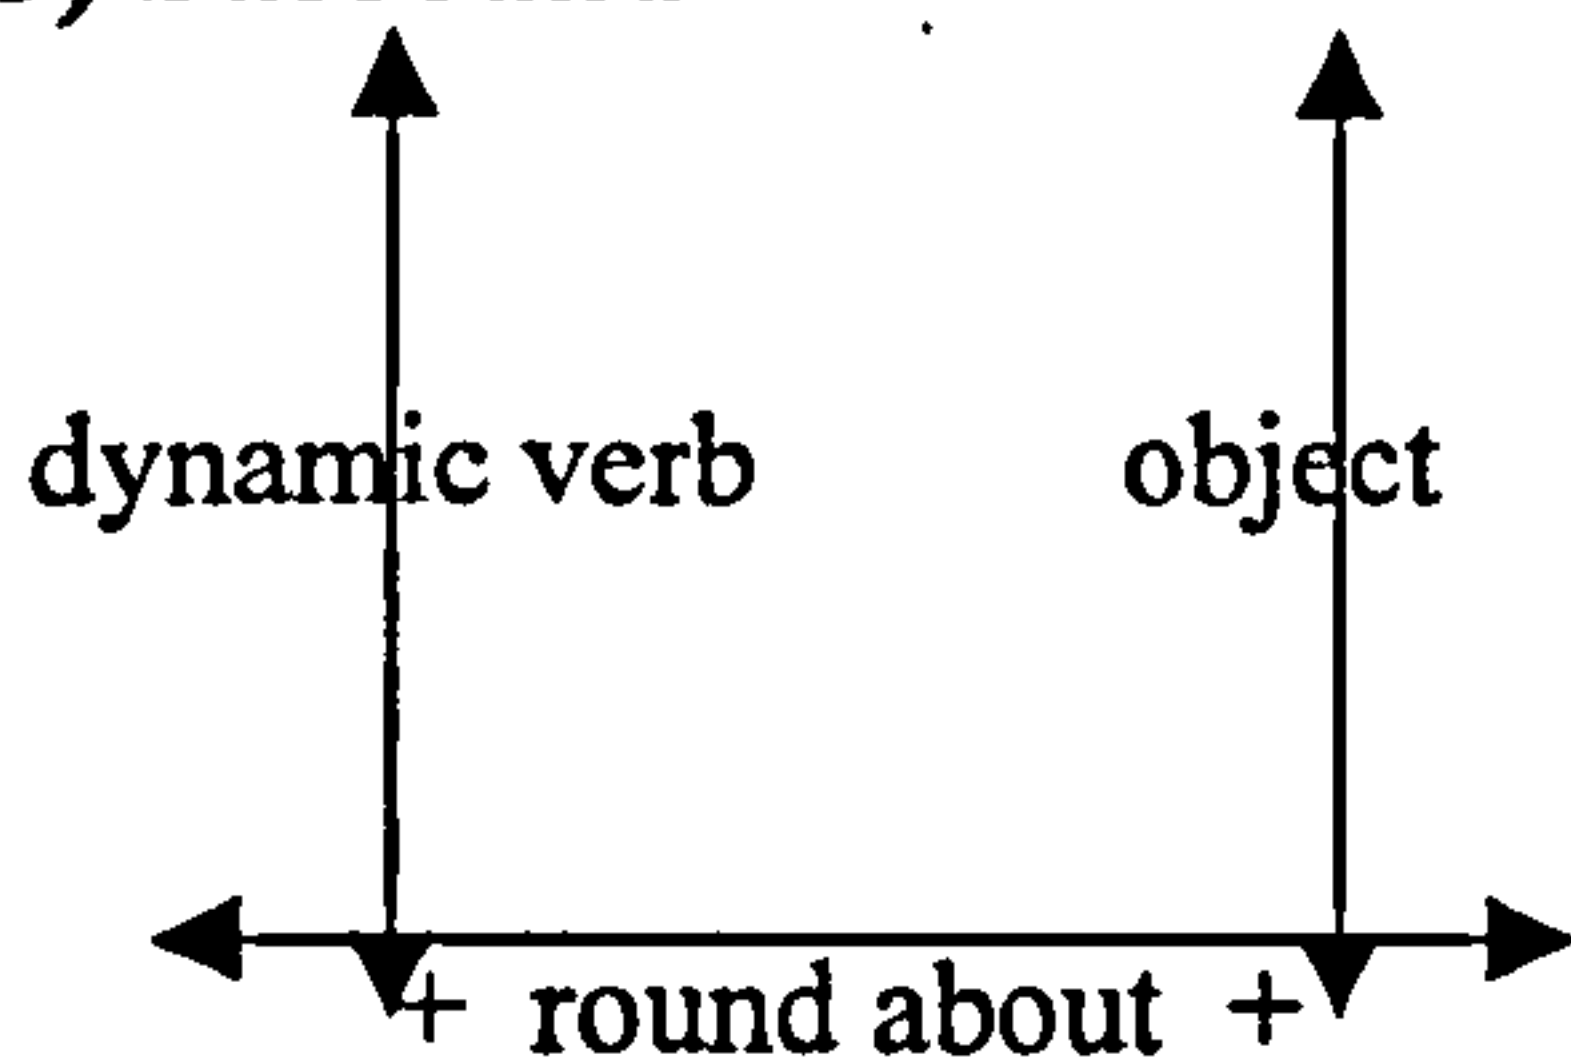 dynamic verb object
+ round about +